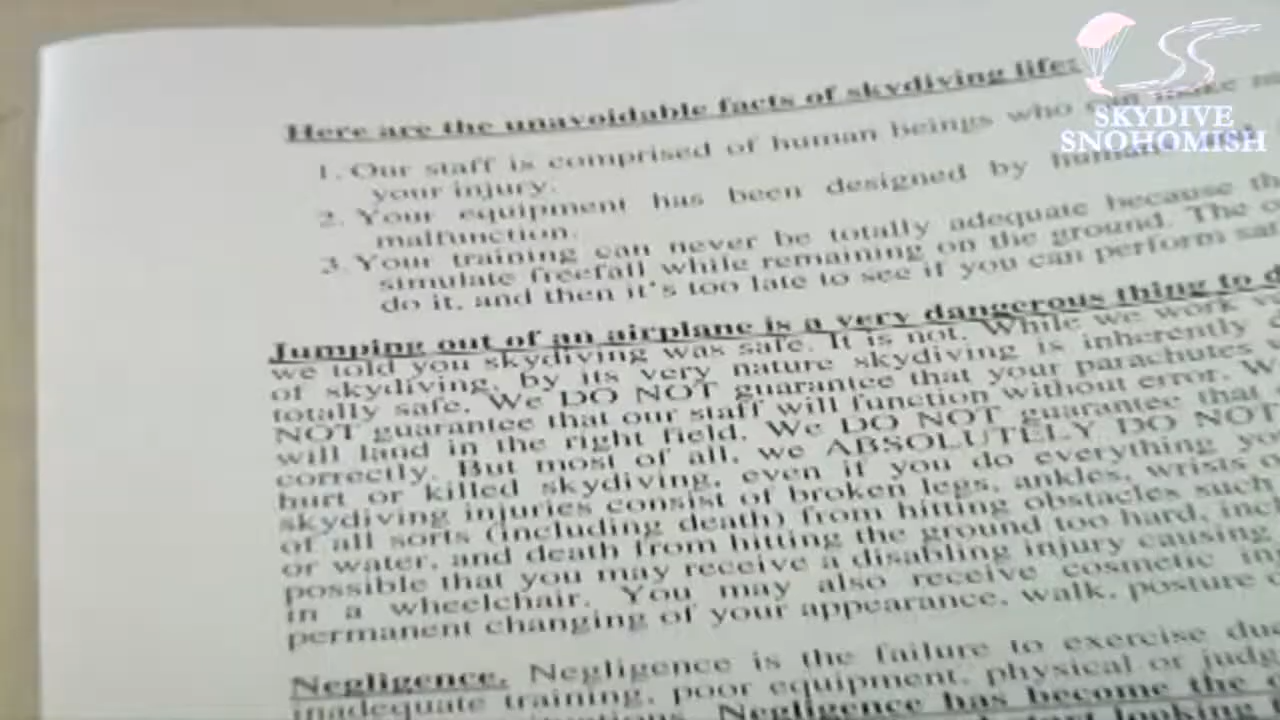 SKYDIVE
SNOHOMISH
Here are the unavoidable facts of skydiving life:
1. Our staff is comprised of human beings who can make
your injury.
2. Your equipment has been designed by humans
malfunction.
3. Your training can never be totally adequate because
simulate freefall while remaining on the ground. The
do it, and then it's too late to see if you can perform
Jumping out of an airplane is a very dangerous thing to
we told you skydiving was safe. It is not. While we work
of skydiving, by its very nature skydiving is inherently
totally safe. We DO NOT guarantee that your parachutes
NOT guarantee that our staff will function without error.
will land in the right field. We DO NOT guarantee that
correctly. But most of all, we ABSOLUTELY DO NOT
hurt or killed skydiving, even if you do everything
skydiving injuries consist of broken legs, ankles, wrists
of all sorts (including death) from hitting obstacles such
or water, and death from hitting the ground too hard,
possible that you may receive a disabling injury causing
in a wheelchair. You may also receive cosmetic
permanent changing of your appearance, walk, posture
Negligence. Negligence is the failure to exercise
inadequate training, poor equipment, physical or
Negligence has become the